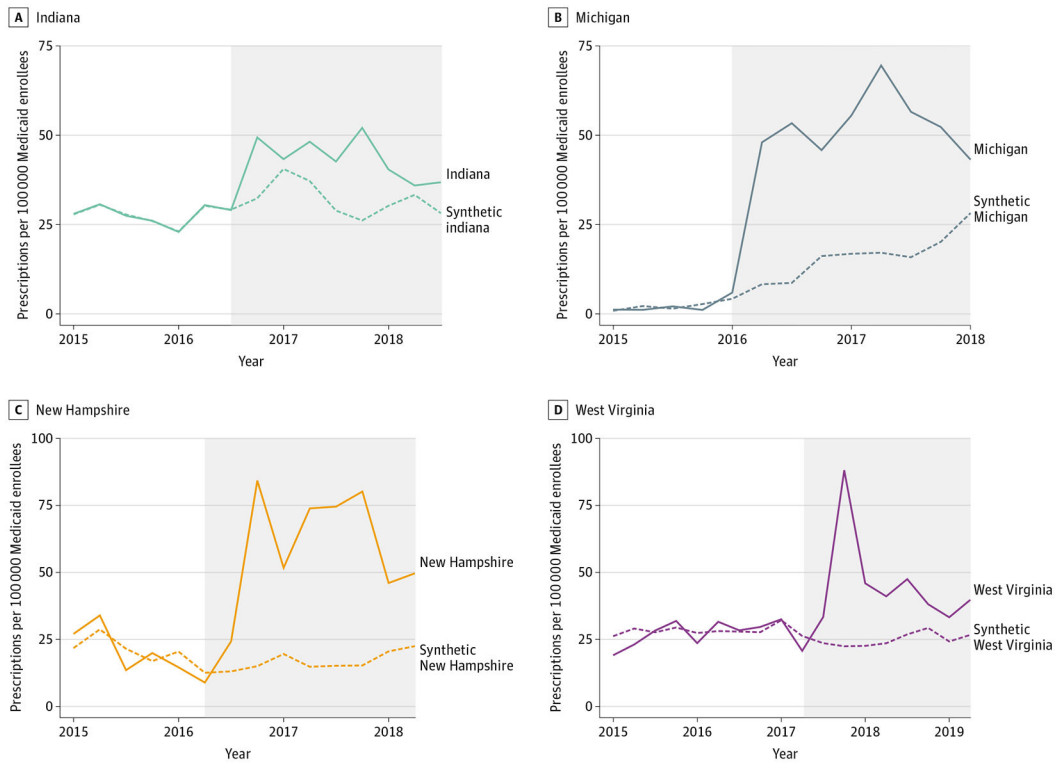 A Indiana
Prescriptions per 100 000 Medicaid enrollees
75
50
25
0
2015 2016 2017 2018
Year
Indiana
Synthetic
indiana
B Michigan
Prescriptions per 100 000 Medicaid enrollees
75
50
25
0
2015 2016 2017 2018
Year
Michigan
Synthetic
Michigan
C New Hampshire
Prescriptions per 100 000 Medicaid enrollees
100
75
50
25
0
2015 2016 2017 2018
Year
New Hampshire
Synthetic
New Hampshire
D West Virginia
Prescriptions per 100 000 Medicaid enrollees
100
75
50
25
0
2015 2016 2017 2018 2019
Year
West Virginia
Synthetic
West Virginia